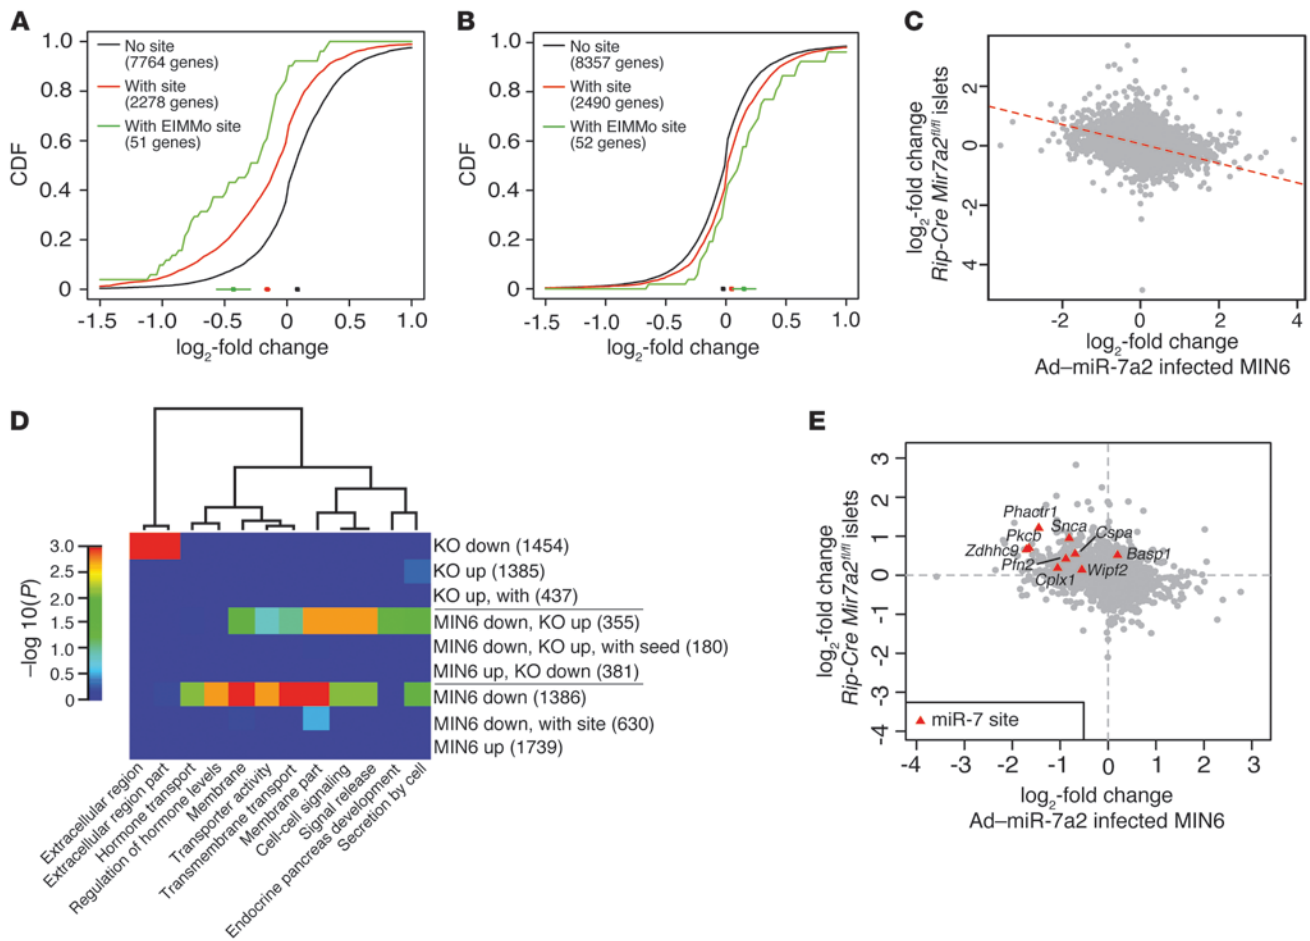 A
1.0
0.8
0.6
0.4
0.2
0
CDF
No site
(7764 genes)
With site
(2278 genes)
With EIMMo site
(51 genes)
-1.5
-1.0
-0.5
0
0.5
1.0
log2-fold change
B
1.0
0.8
0.6
0.4
0.2
0
CDF
No site
(8357 genes)
With site
(2490 genes)
With EIMMo site
(52 genes)
-1.5
-1.0
-0.5
0
0.5
1.0
log2-fold change
C
2
0
-2
4
log2-fold change
Rip-Cre Mir7a2fl/fl islets
-2
0
2
4
log2-fold change
Ad–miR-7a2 infected MIN6
D
3.0
2.5
2.0
1.5
1.0
0.5
0
–log 10(P)
KO down (1454)
KO up (1385)
KO up, with (437)
MIN6 down, KO up (355)
MIN6 down, KO up, with seed (180)
MIN6 up, KO down (381)
MIN6 down (1386)
MIN6 down, with site (630)
MIN6 up (1739)
Extracellular region
Extracellular region part
Hormone transport
Regulation of hormone levels
Membrane
Transporter activity
Transmembrane transport
Membrane part
Cell-cell signaling
Signal release
Endocrine pancreas development
Secretion by cell
E
3
2
1
0
-1
-2
-3
-4
log2-fold change
Rip-Cre Mir7a2fl/fl islets
Phactr1
Snca
Cspa
Pkcb
Zdhhc9
Basp1
Pfn2
Wipf2
Cplx1
miR-7 site
-4
-3
-2
-1
0
1
2
3
log2-fold change
Ad–miR-7a2 infected MIN6